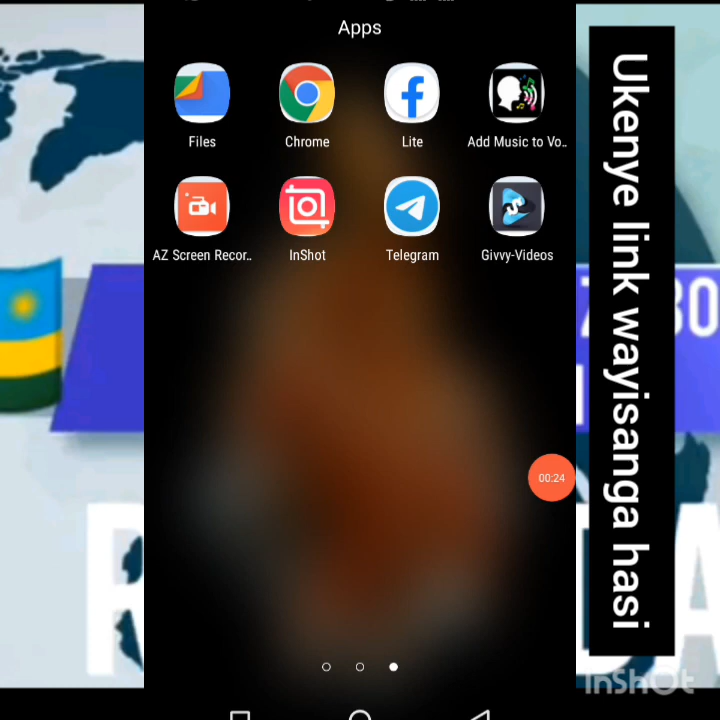 Apps
Files
Chrome
Lite
Add Music to Vo..
AZ Screen Recor..
InShot
Telegram
Givvy-Videos
00:24
Ukenye link wayisanga hasi
InShOt